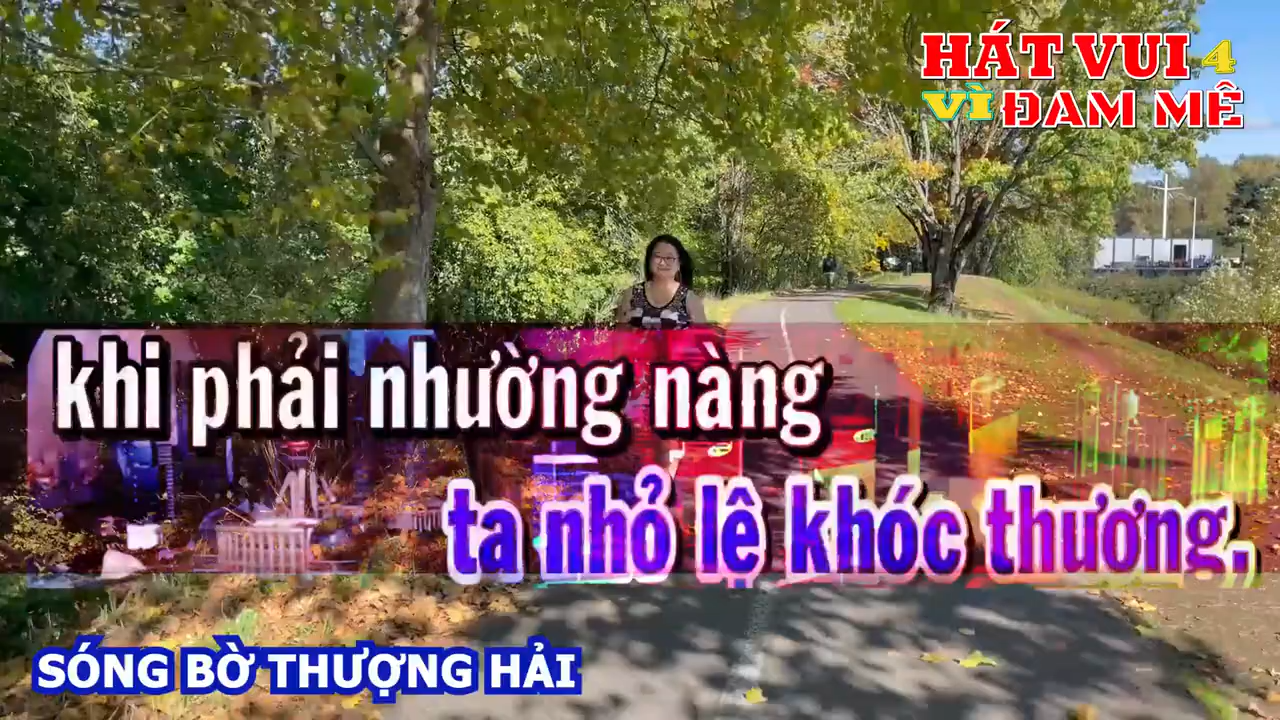 HÁT VUI 4
VÌ ĐAM MÊ
khi phải nhường nàng
ta nhỏ lệ khóc thương,
SÓNG BỜ THƯỢNG HẢI